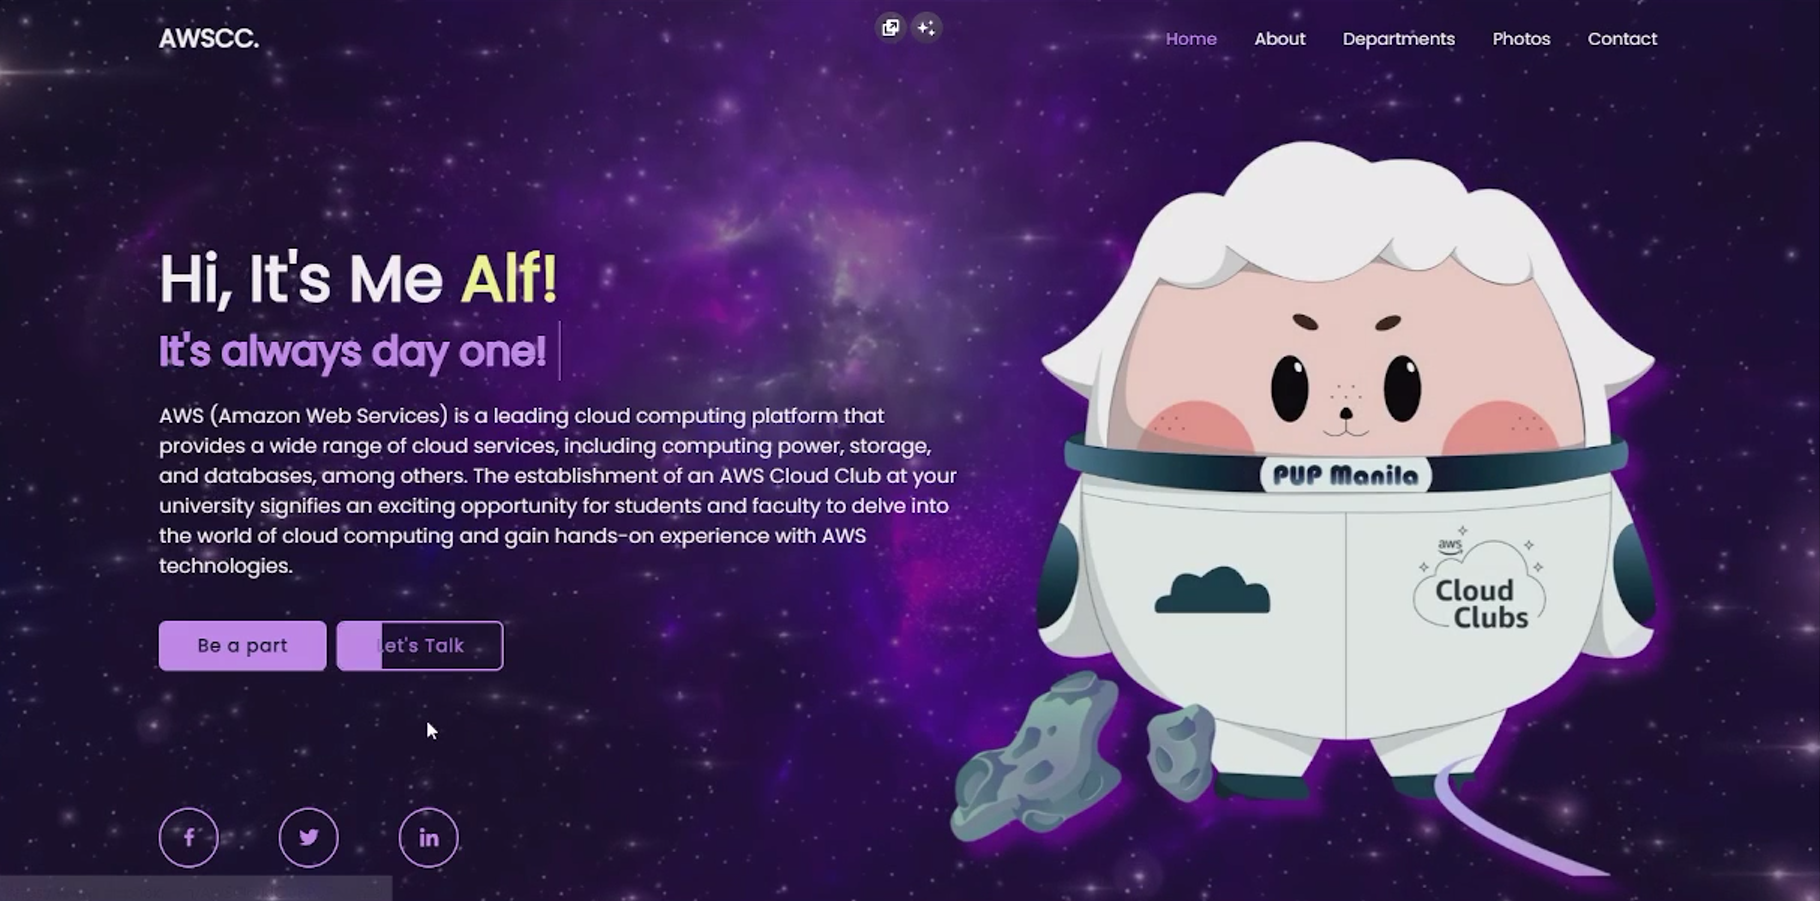 AWSCC.
Home About Departments Photos Contact
Hi, It's Me Alf!
It's always day one!
AWS (Amazon Web Services) is a leading cloud computing platform that
provides a wide range of cloud services, including computing power, storage,
and databases, among others. The establishment of an AWS Cloud Club at your
university signifies an exciting opportunity for students and faculty to delve into
the world of cloud computing and gain hands-on experience with AWS
technologies.
Be a part Let's Talk
PUP Manila
aws
Cloud
Clubs